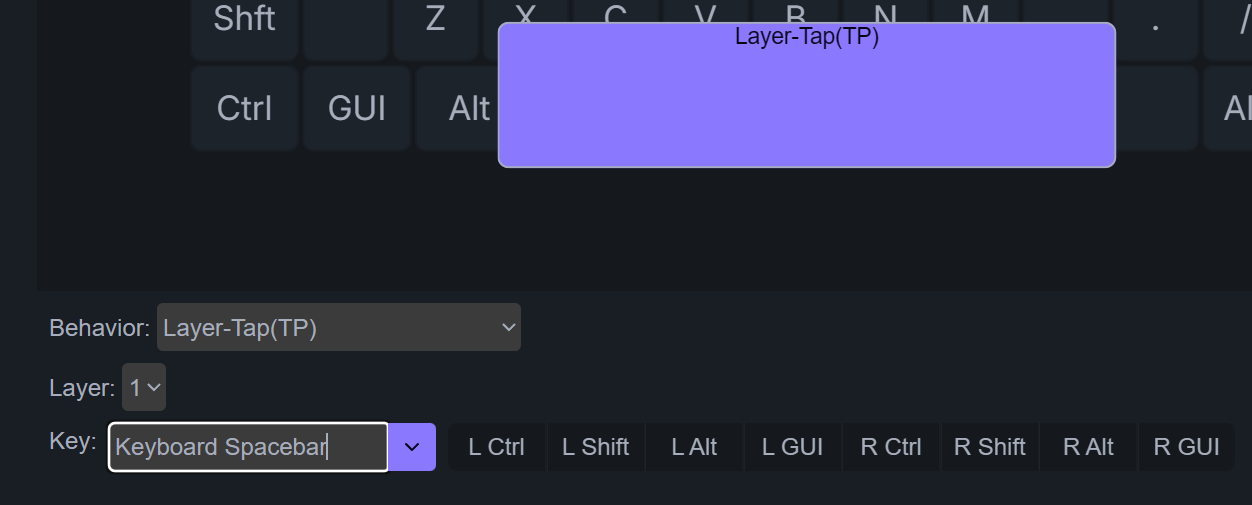 Shft Z X C V B N M . /
Layer-Tap(TP)
Ctrl GUI Alt
Behavior: Layer-Tap(TP)
Layer: 1
Key: Keyboard Spacebar L Ctrl L Shift L Alt L GUI R Ctrl R Shift R Alt R GUI